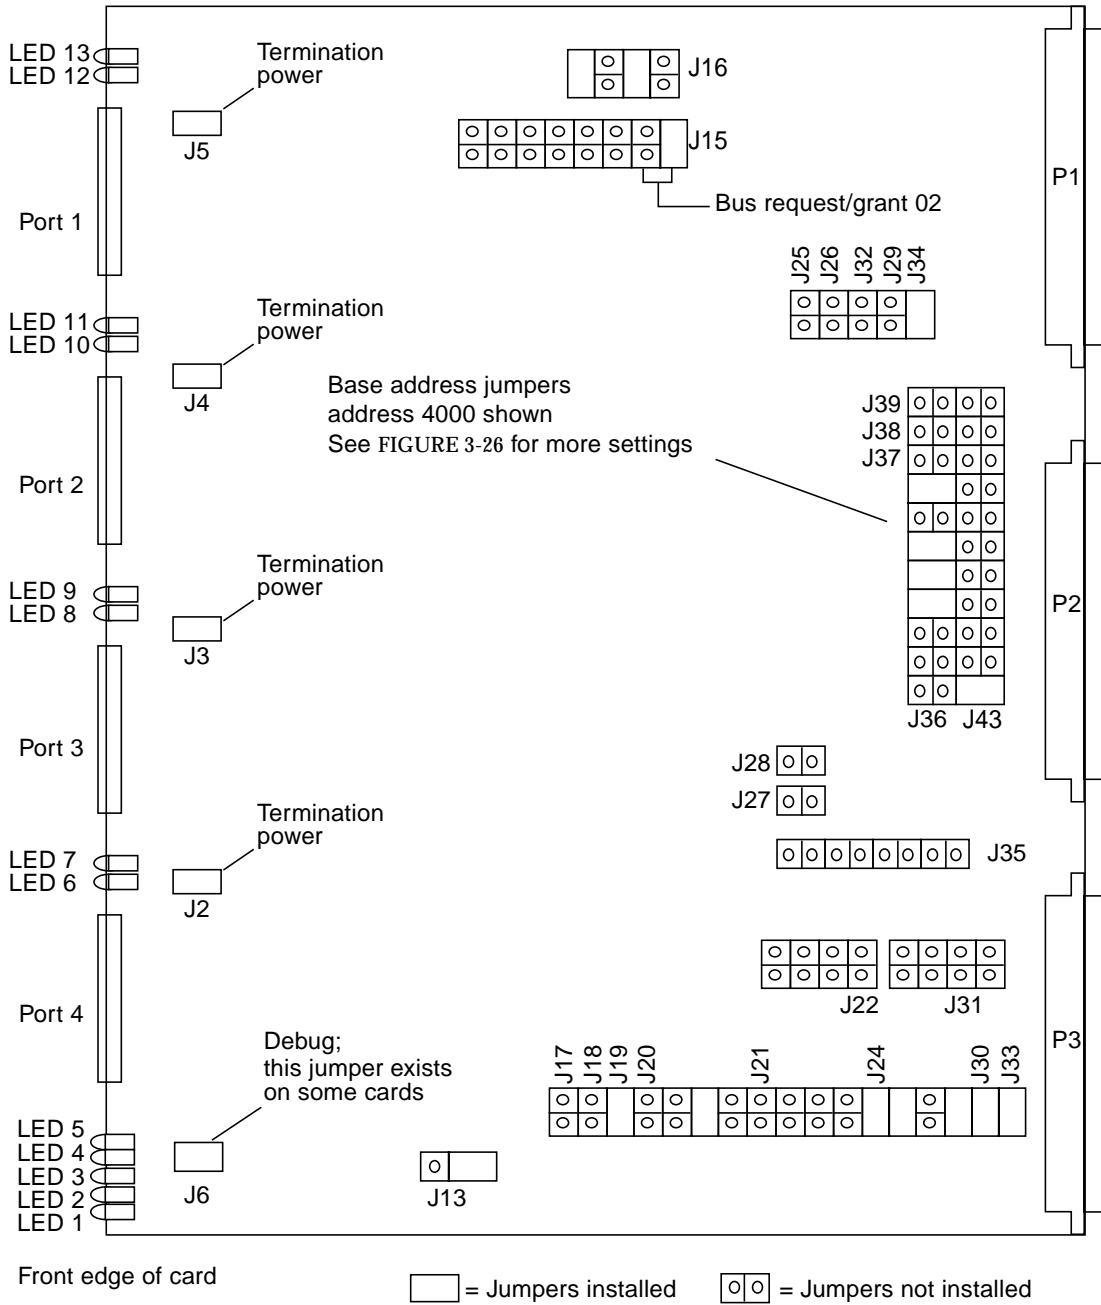 LED 13
LED 12
Termination
power
J5
J16
J15
Bus request/grant 02
P1
Port 1
J25
J26
J32
J29
J34
LED 11
LED 10
Termination
power
J4
Base address jumpers
address 4000 shown
See FIGURE 3-26 for more settings
J39
J38
J37
Port 2
P2
LED 9
LED 8
Termination
power
J3
J36
J43
Port 3
J28
J27
J35
LED 7
LED 6
Termination
power
J2
J22
J31
Port 4
P3
Debug;
this jumper exists
on some cards
J17
J18
J19
J20
J21
J24
J30
J33
LED 5
LED 4
LED 3
LED 2
LED 1
J6
J13
Front edge of card
= Jumpers installed
= Jumpers not installed